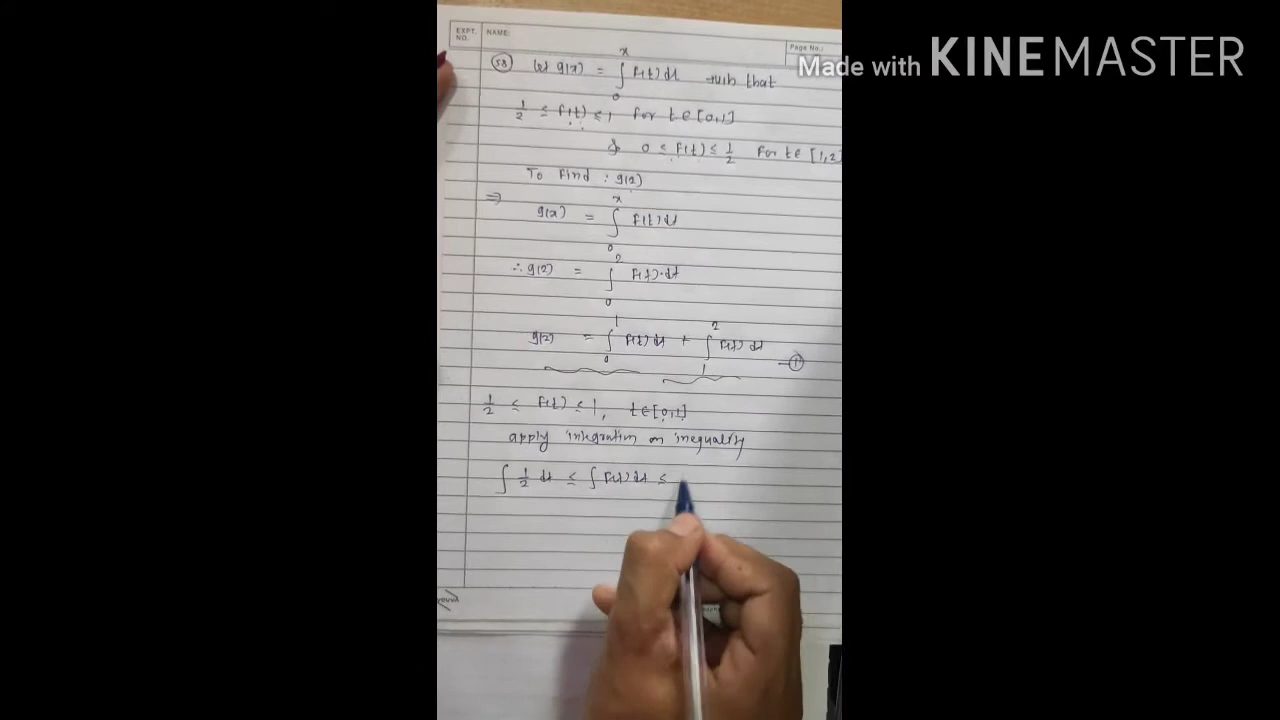 EXPT. NO.
NAME:
Page No.:
Made with KINEMASTER
58 Let g(x) = ∫₀ˣ f(t) dt such that
1/2 ≤ f(t) ≤ 1 for t ∈ [0,1]
& 0 ≤ f(t) ≤ 1/2 for t ∈ [1,2]
To find : g(2)
⇒ g(x) = ∫₀ˣ f(t) dt
∴ g(2) = ∫₀² f(t)·dt
g(2) = ∫₀¹ f(t) dt + ∫₁² f(t) dt —①
1/2 ≤ f(t) ≤ 1, t ∈ [0,1]
apply integration on inequality
∫ 1/2 dt ≤ ∫ f(t) dt ≤